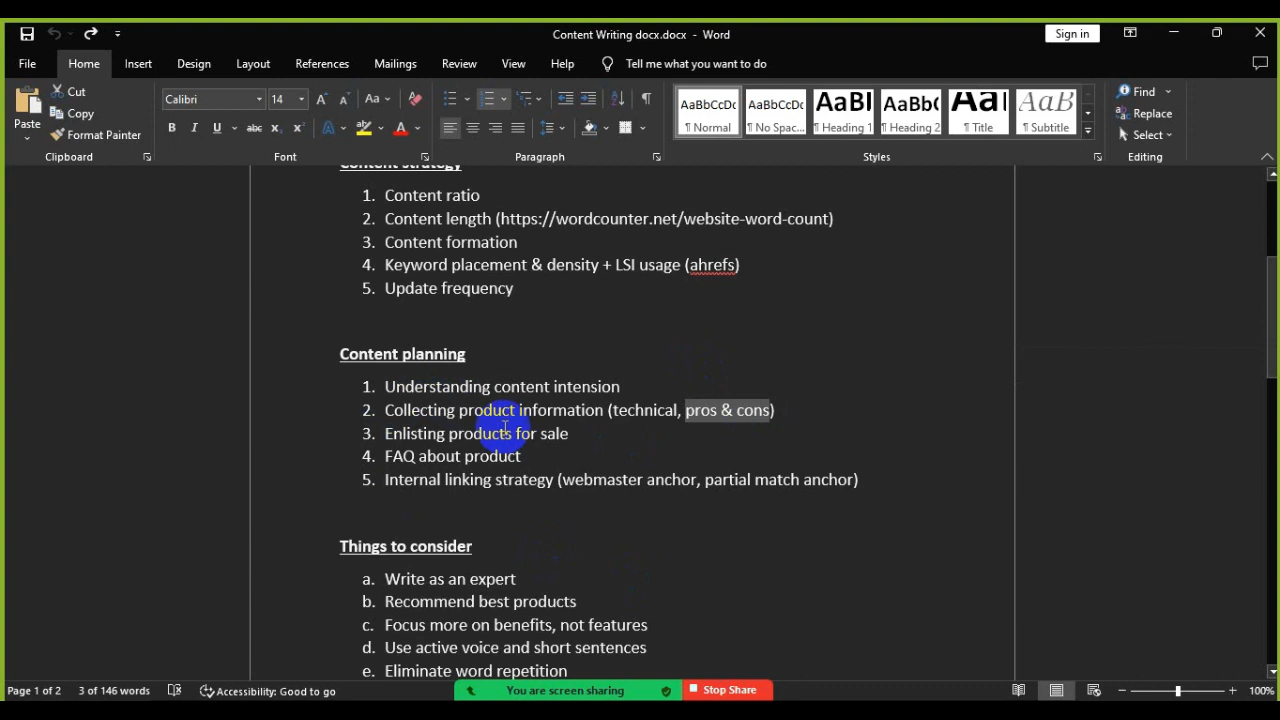 Content Writing docx.docx - Word
Sign in
File Home Insert Design Layout References Mailings Review View Help Tell me what you want to do
Paste
Cut
Copy
Format Painter
Clipboard
Calibri 14
Font
Paragraph
AaBbCcDc AaBbCcDc AaBl AaBb( AaBl AaB
¶ Normal ¶ No Spac... ¶ Heading 1 ¶ Heading 2 ¶ Title ¶ Subtitle
Styles
Find
Replace
Select
Editing
Content strategy
1. Content ratio
2. Content length (https://wordcounter.net/website-word-count)
3. Content formation
4. Keyword placement & density + LSI usage (ahrefs)
5. Update frequency
Content planning
1. Understanding content intension
2. Collecting product information (technical, pros & cons)
3. Enlisting products for sale
4. FAQ about product
5. Internal linking strategy (webmaster anchor, partial match anchor)
Things to consider
a. Write as an expert
b. Recommend best products
c. Focus more on benefits, not features
d. Use active voice and short sentences
e. Eliminate word repetition
Page 1 of 2 3 of 146 words Accessibility: Good to go You are screen sharing Stop Share 100%